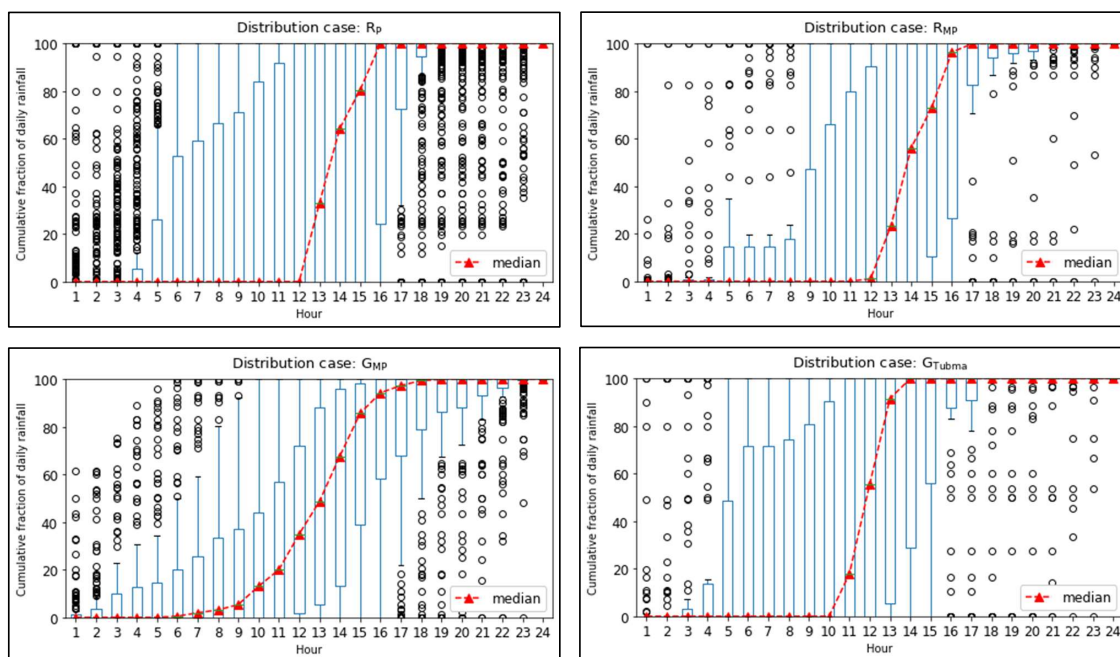 Distribution case: R_P
Cumulative fraction of daily rainfall
100
80
60
40
20
0
median
1 2 3 4 5 6 7 8 9 10 11 12 13 14 15 16 17 18 19 20 21 22 23 24
Hour
Distribution case: R_MP
Cumulative fraction of daily rainfall
100
80
60
40
20
0
median
1 2 3 4 5 6 7 8 9 10 11 12 13 14 15 16 17 18 19 20 21 22 23 24
Hour
Distribution case: G_MP
Cumulative fraction of daily rainfall
100
80
60
40
20
0
median
1 2 3 4 5 6 7 8 9 10 11 12 13 14 15 16 17 18 19 20 21 22 23 24
Hour
Distribution case: G_Tubma
Cumulative fraction of daily rainfall
100
80
60
40
20
0
median
1 2 3 4 5 6 7 8 9 10 11 12 13 14 15 16 17 18 19 20 21 22 23 24
Hour